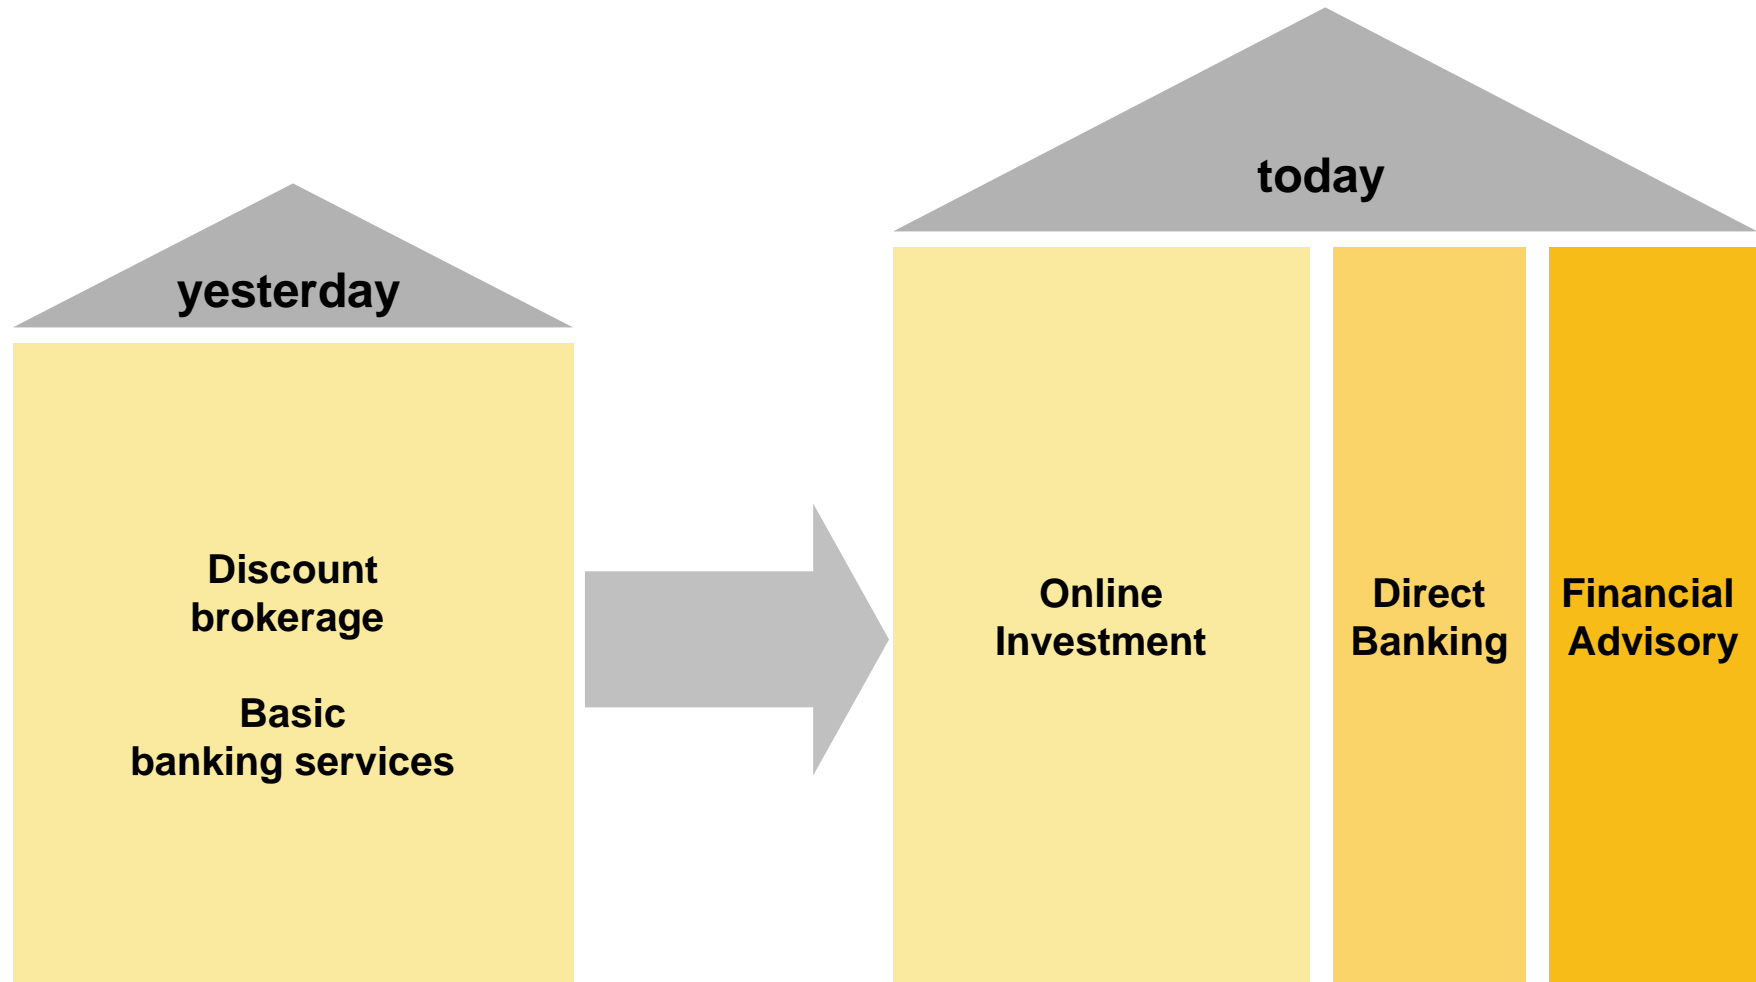 yesterday
Discount
brokerage
Basic
banking services
today
Online
Investment
Direct
Banking
Financial
Advisory